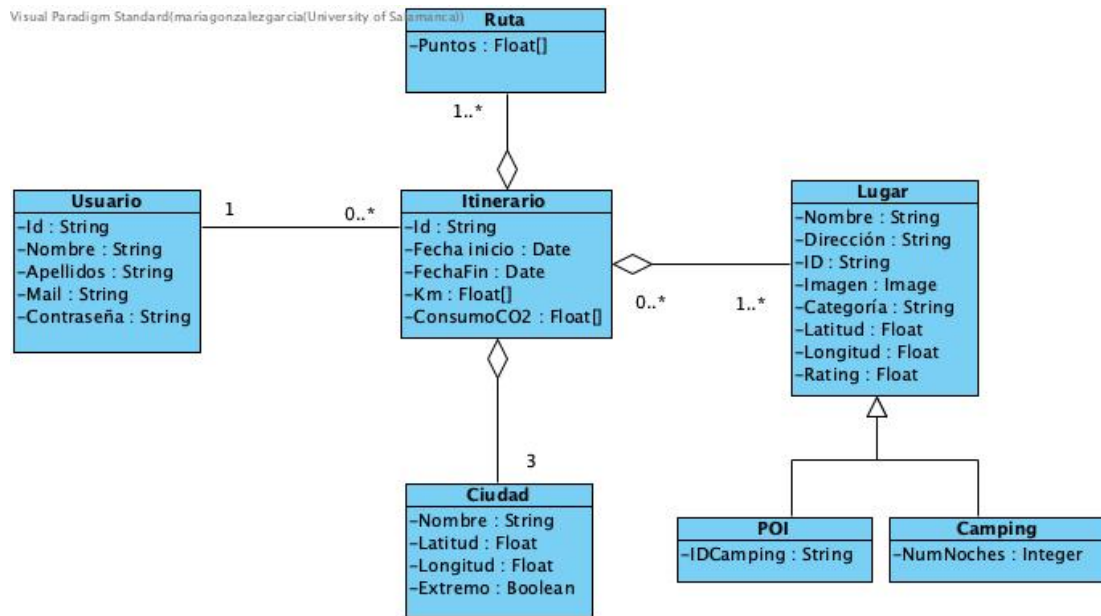 Visual Paradigm Standard(mariagonzalezgarcia(University of Salamanca))
Ruta
-Puntos : Float[]
1..*
Usuario
-Id : String
-Nombre : String
-Apellidos : String
-Mail : String
-Contraseña : String
1
0..*
Itinerario
-Id : String
-Fecha inicio : Date
-FechaFin : Date
-Km : Float[]
-ConsumoCO2 : Float[]
0..*
1..*
Lugar
-Nombre : String
-Dirección : String
-ID : String
-Imagen : Image
-Categoría : String
-Latitud : Float
-Longitud : Float
-Rating : Float
3
Ciudad
-Nombre : String
-Latitud : Float
-Longitud : Float
-Extremo : Boolean
POI
-IDCamping : String
Camping
-NumNoches : Integer